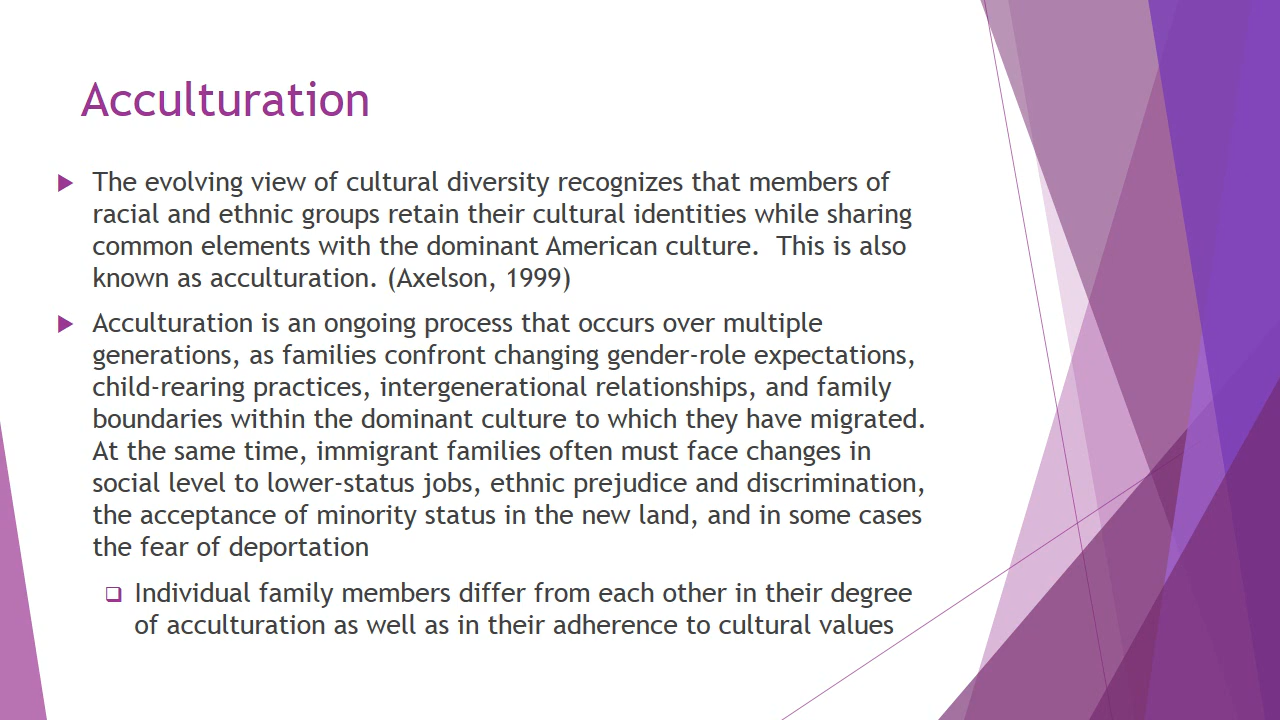 Acculturation
The evolving view of cultural diversity recognizes that members of
racial and ethnic groups retain their cultural identities while sharing
common elements with the dominant American culture.  This is also
known as acculturation. (Axelson, 1999)
Acculturation is an ongoing process that occurs over multiple
generations, as families confront changing gender-role expectations,
child-rearing practices, intergenerational relationships, and family
boundaries within the dominant culture to which they have migrated.
At the same time, immigrant families often must face changes in
social level to lower-status jobs, ethnic prejudice and discrimination,
the acceptance of minority status in the new land, and in some cases
the fear of deportation
Individual family members differ from each other in their degree
of acculturation as well as in their adherence to cultural values